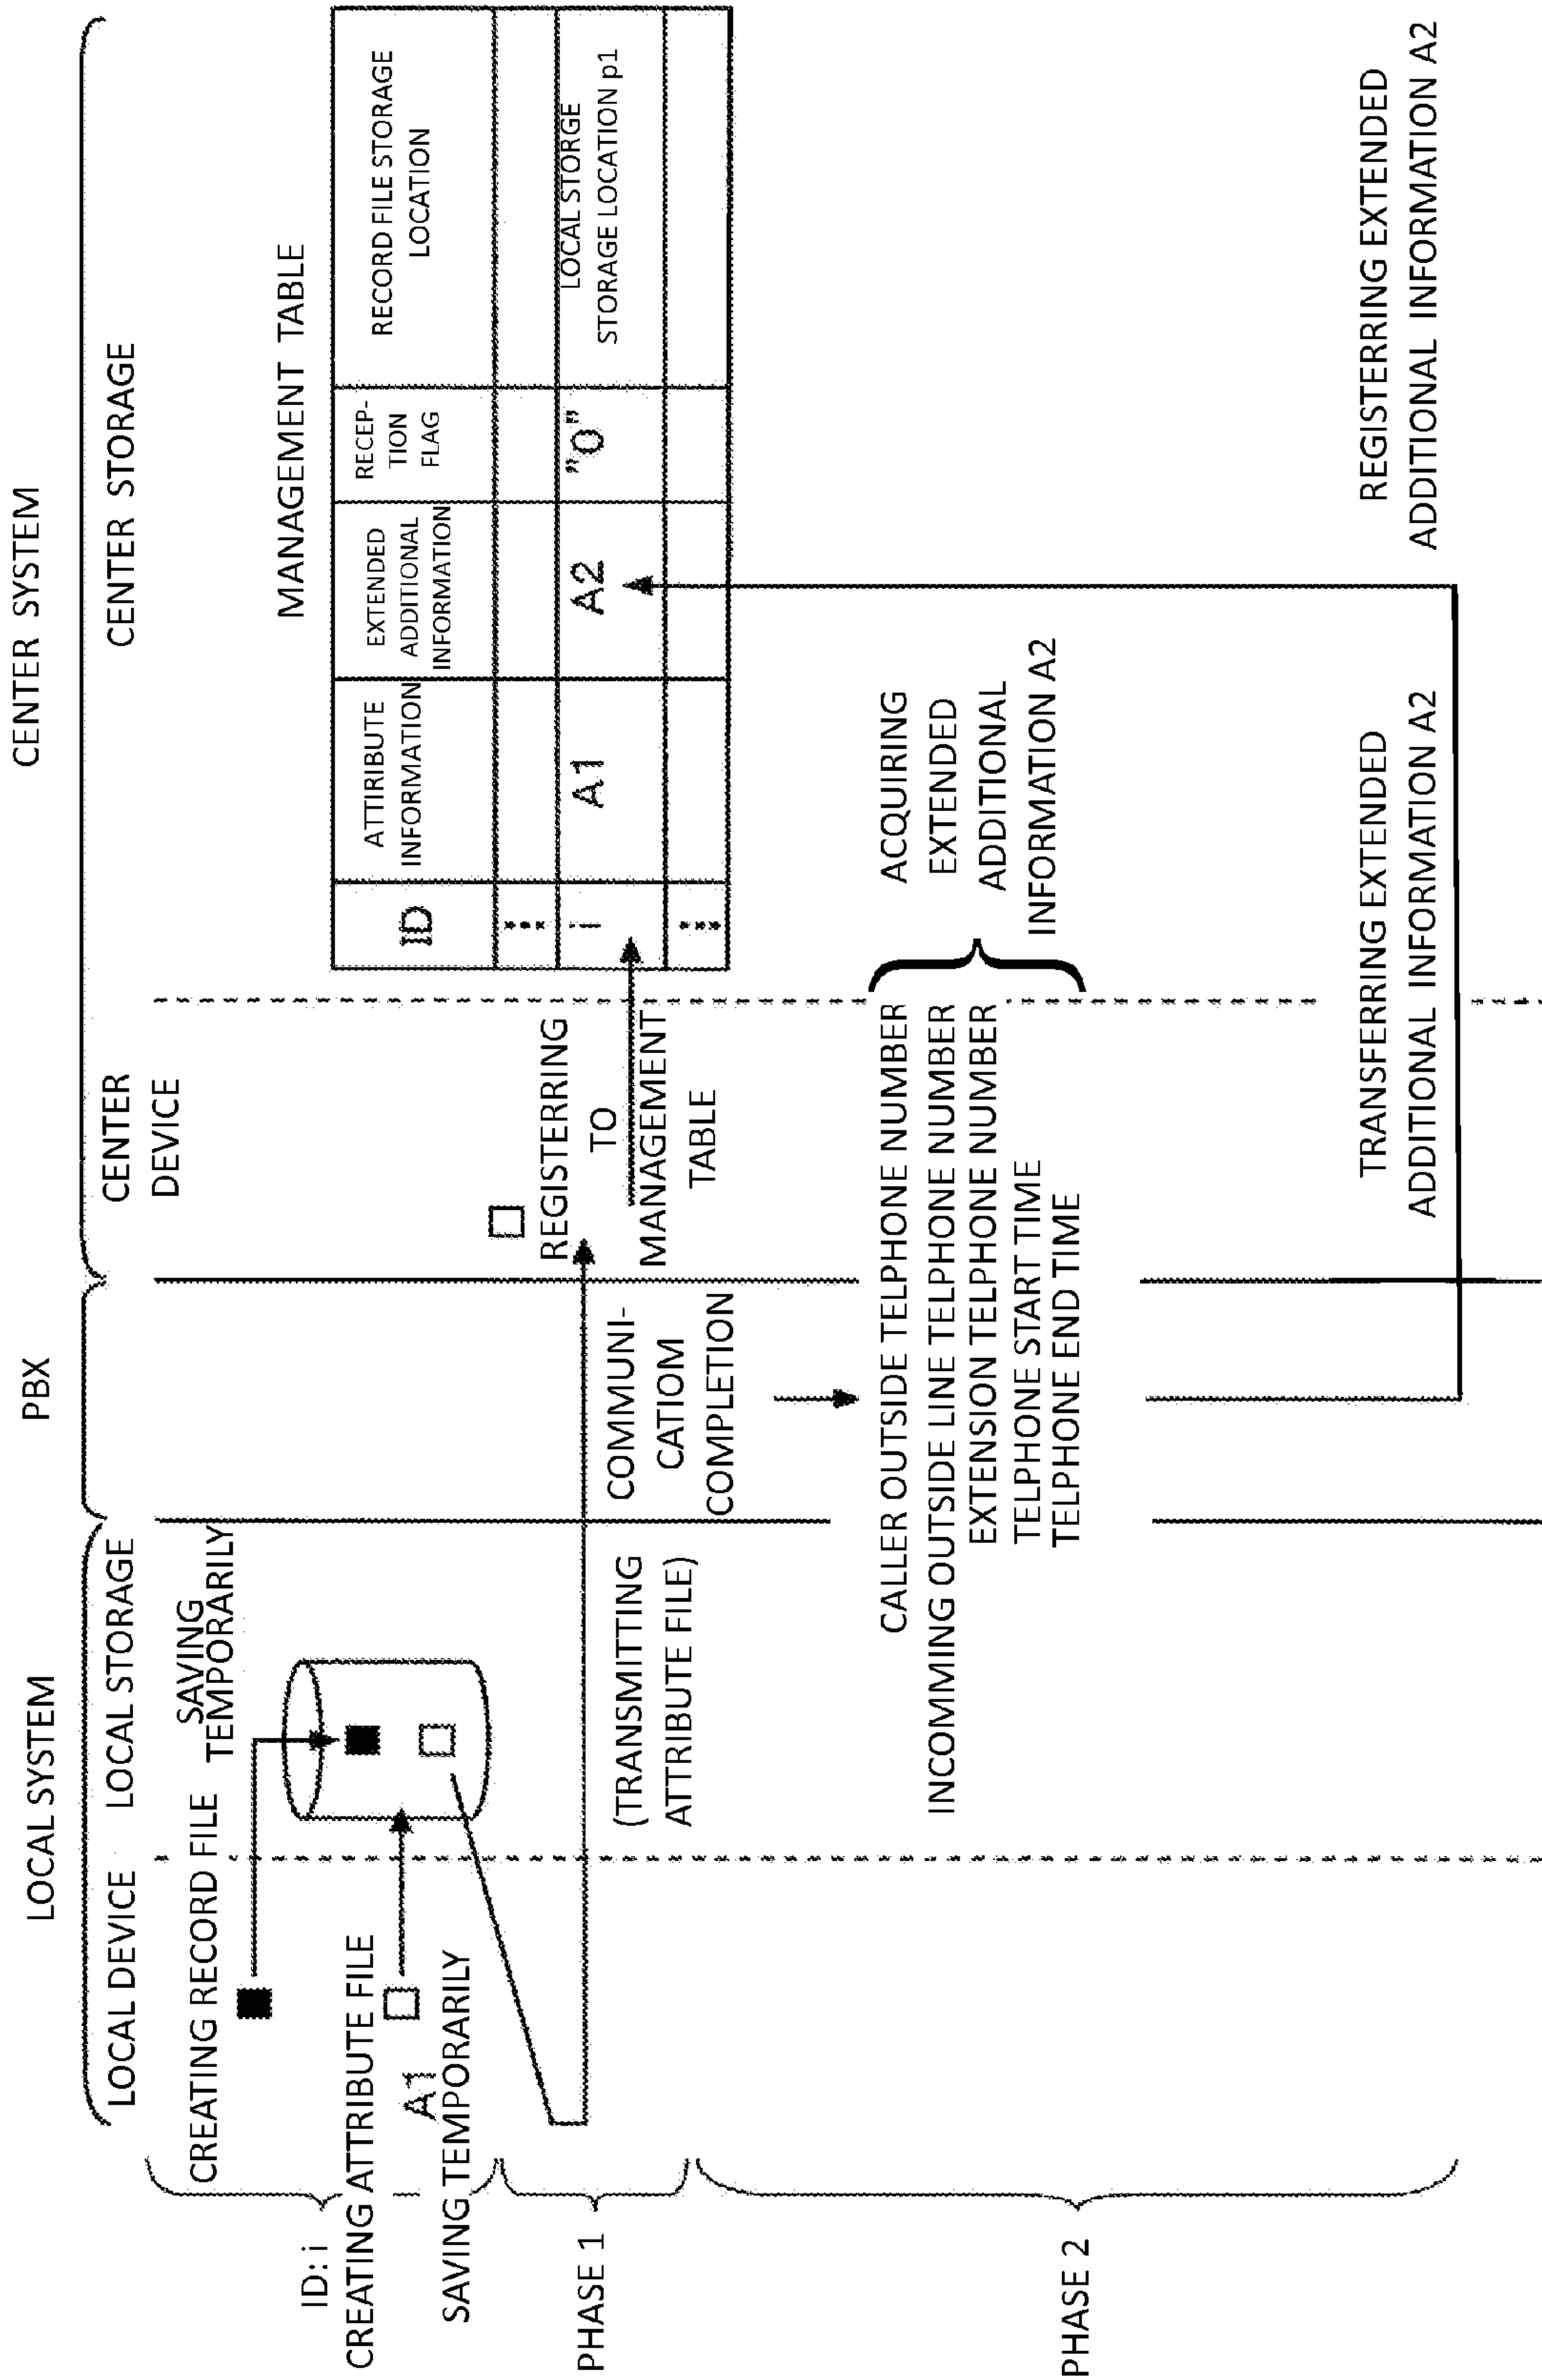 LOCAL SYSTEM
PBX
CENTER SYSTEM
LOCAL DEVICE
LOCAL STORAGE
CENTER
DEVICE
CENTER STORAGE
CREATING RECORD FILE
SAVING
TEMPORARILY
ID: i
CREATING ATTRIBUTE FILE
A1
SAVING TEMPORARILY
MANAGEMENT TABLE
ID
ATTIRIBUTE
INFORMATION
EXTENDED
ADDITIONAL
INFORMATION
RECEP-
TION
FLAG
RECORD FILE STORAGE
LOCATION
⋮
i
A1
A2
"0"
LOCAL STORGE
STORAGE LOCATION p1
⋮
PHASE 1
REGISTERRING
TO
MANAGEMENT
TABLE
(TRANSMITTING
ATTRIBUTE FILE)
COMMUNI-
CATIOM
COMPLETION
PHASE 2
CALLER OUTSIDE TELPHONE NUMBER
INCOMMING OUTSIDE LINE TELPHONE NUMBER
EXTENSION TELPHONE NUMBER
TELPHONE START TIME
TELPHONE END TIME
ACQUIRING
EXTENDED
ADDITIONAL
INFORMATION A2
TRANSFERRING EXTENDED
ADDITIONAL INFORMATION A2
REGISTERRING EXTENDED
ADDITIONAL INFORMATION A2